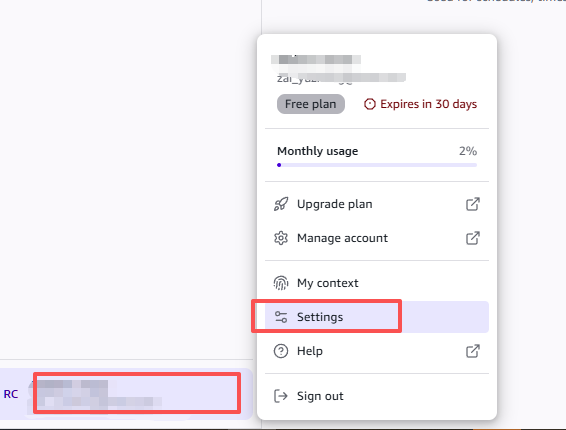 Free plan
Expires in 30 days
Monthly usage
2%
Upgrade plan
Manage account
My context
Settings
Help
Sign out
RC